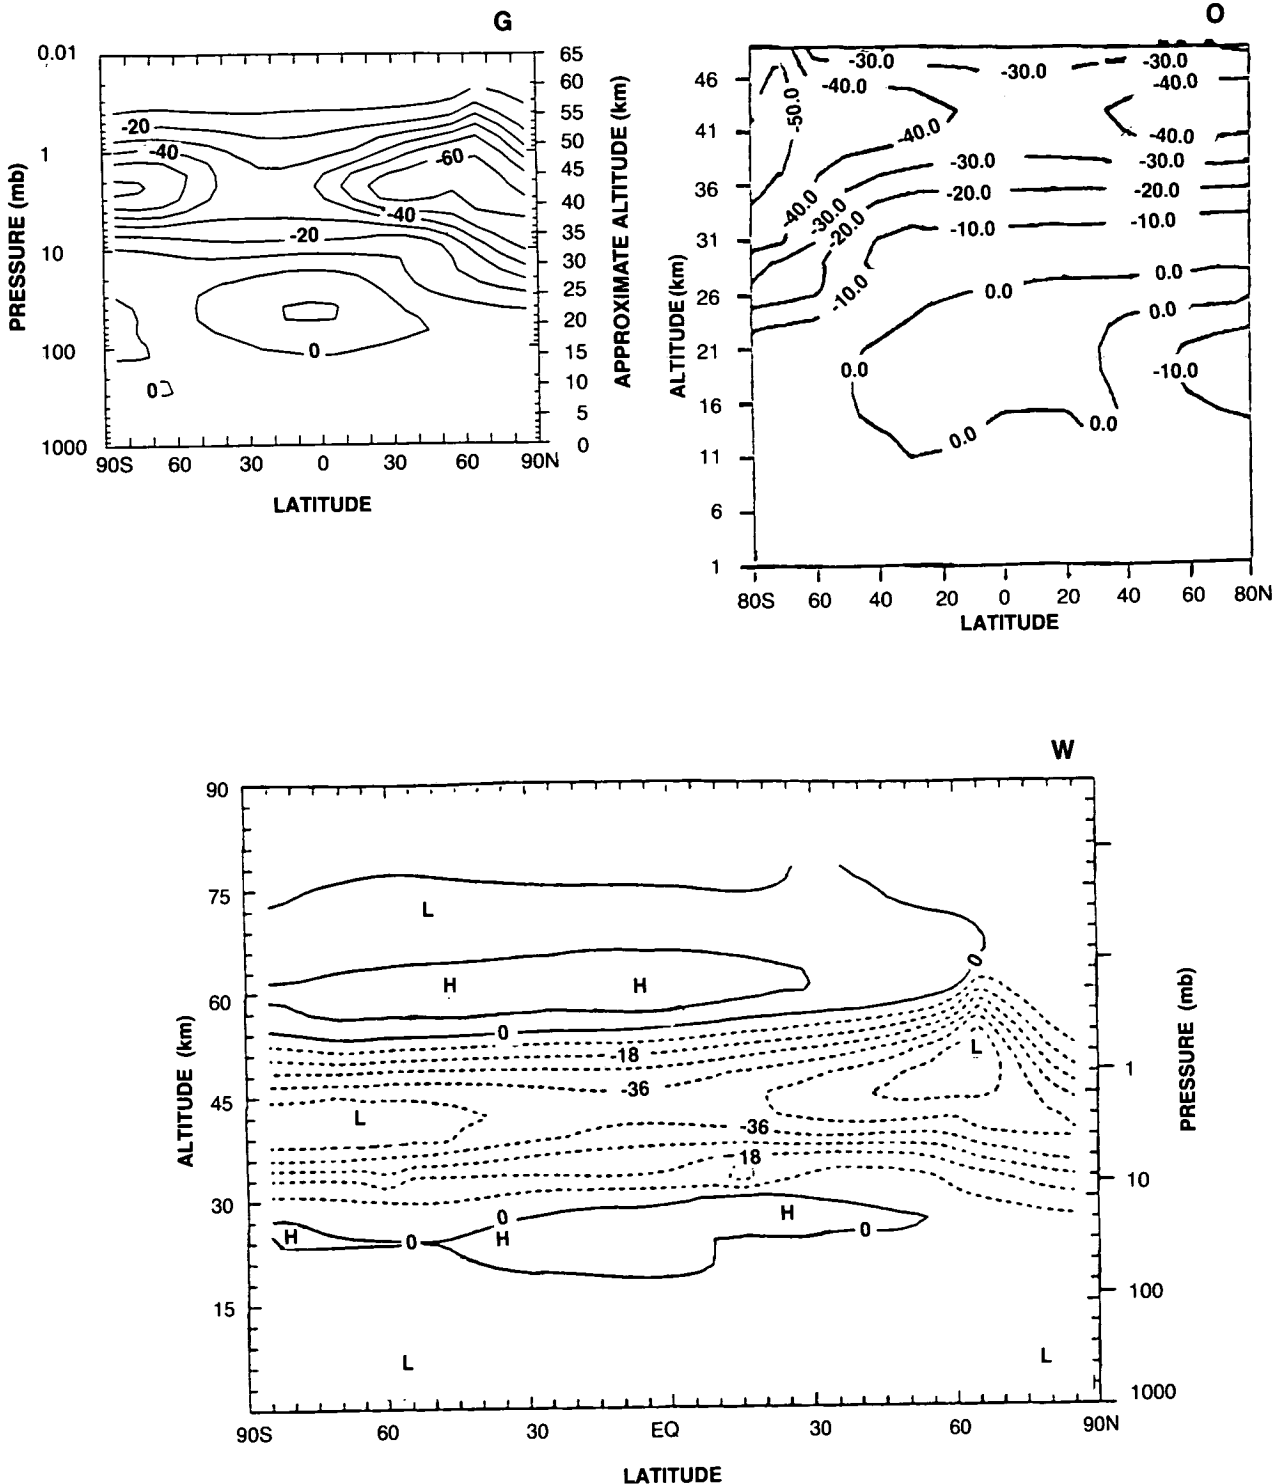 G
0.01
1
10
100
1000
PRESSURE (mb)
65
60
55
50
45
40
35
30
25
20
15
10
5
0
APPROXIMATE ALTITUDE (km)
-20
-40
-60
-40
-20
0
0
90S 60 30 0 30 60 90N
LATITUDE
O
46
41
36
31
26
21
16
11
6
1
ALTITUDE (km)
-30.0 -30.0 -30.0
-50.0 -40.0 -40.0
-40.0 -40.0
-30.0 -30.0
-40.0 -20.0 -20.0
-30.0
-20.0 -10.0 -10.0
-10.0 0.0 0.0
0.0
0.0 -10.0
0.0 0.0
80S 60 40 20 0 20 40 60 80N
LATITUDE
W
90
75
60
45
30
15
ALTITUDE (km)
L
H H
0
0
-18
L
-36
L
-36
18
0 H
H 0 H 0
L L
H
1
10
100
1000
PRESSURE (mb)
90S 60 30 EQ 30 60 90N
LATITUDE